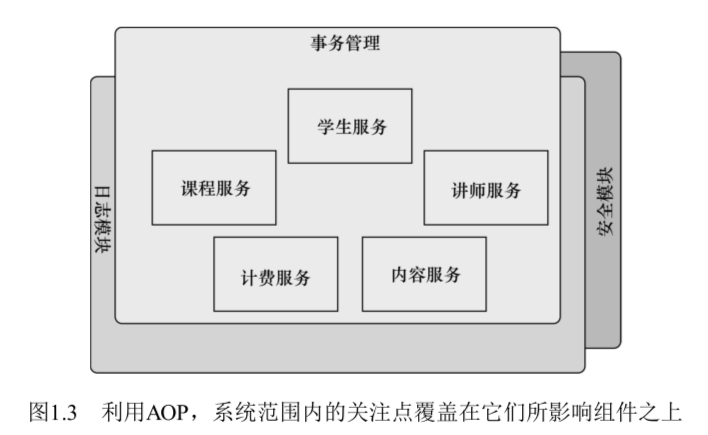 事务管理
学生服务
课程服务
讲师服务
日志模块
安全模块
计费服务
内容服务
图1.3 利用AOP，系统范围内的关注点覆盖在它们所影响组件之上